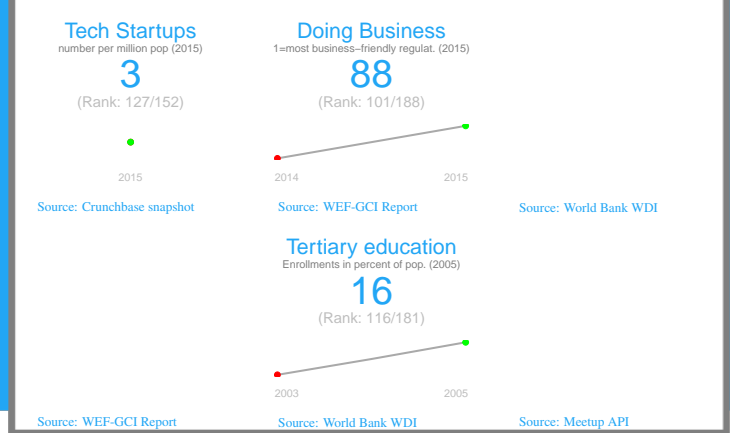 Tech Startups
number per million pop (2015)
3
(Rank: 127/152)
2015
Source: Crunchbase snapshot
Doing Business
1=most business−friendly regulat. (2015)
88
(Rank: 101/188)
2014 2015
Source: WEF-GCI Report
Source: World Bank WDI
Tertiary education
Enrollments in percent of pop. (2005)
16
(Rank: 116/181)
2003 2005
Source: WEF-GCI Report
Source: World Bank WDI
Source: Meetup API